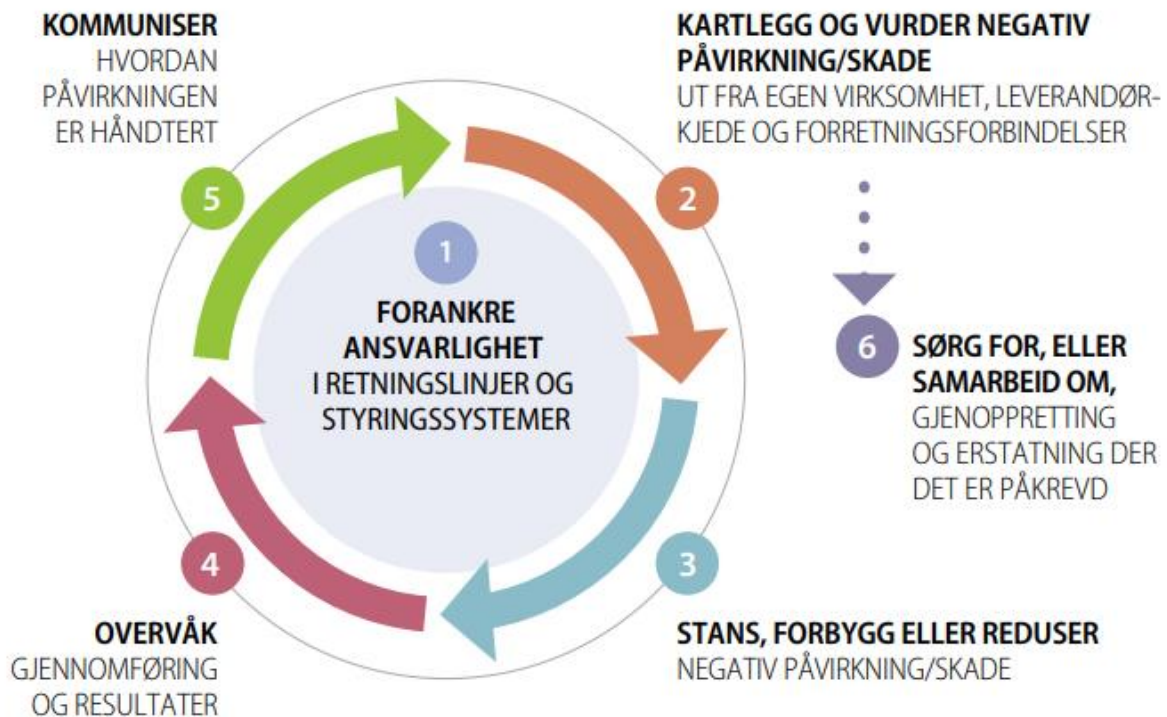 KOMMUNISER
HVORDAN
PÅVIRKNINGEN
ER HÅNDTERT
5
KARTLEGG OG VURDER NEGATIV
PÅVIRKNING/SKADE
UT FRA EGEN VIRKSOMHET, LEVERANDØR-
KJEDE OG FORRETNINGSFORBINDELSER
2
1
FORANKRE
ANSVARLIGHET
I RETNINGSLINJER OG
STYRINGSSYSTEMER
6
SØRG FOR, ELLER
SAMARBEID OM,
GJENOPPRETTING
OG ERSTATNING DER
DET ER PÅKREVD
4
OVERVÅK
GJENNOMFØRING
OG RESULTATER
3
STANS, FORBYGG ELLER REDUSER
NEGATIV PÅVIRKNING/SKADE